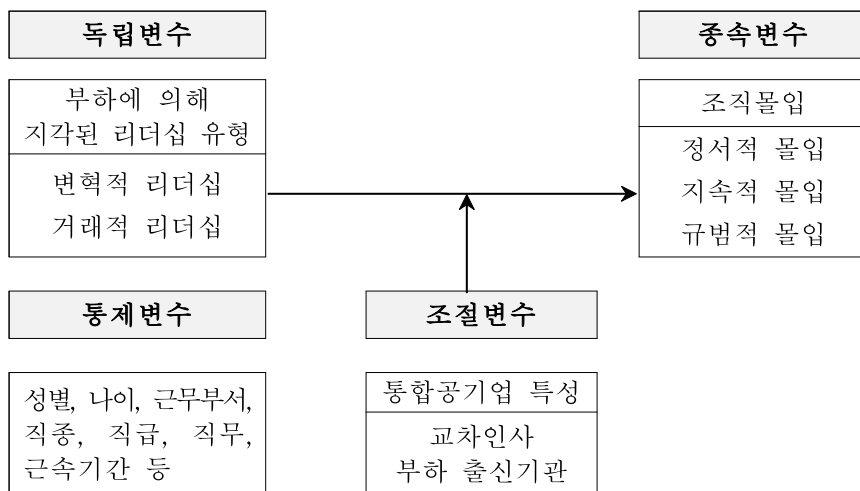 독립변수
부하에 의해
지각된 리더십 유형
변혁적 리더십
거래적 리더십
종속변수
조직몰입
정서적 몰입
지속적 몰입
규범적 몰입
통제변수
성별, 나이, 근무부서,
직종, 직급, 직무,
근속기간 등
조절변수
통합공기업 특성
교차인사
부하 출신기관